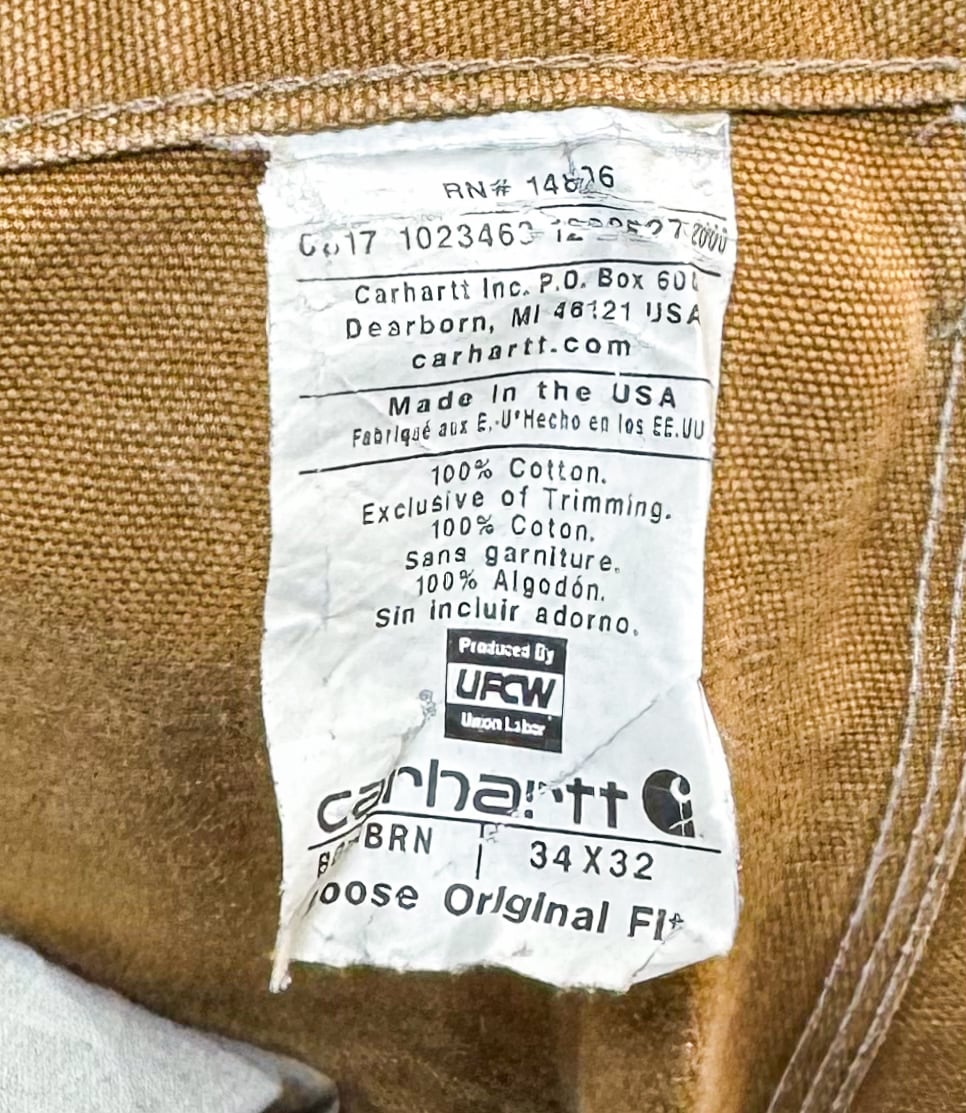 RN# 14806
1023463
Carhartt Inc. P.O. Box
Dearborn, MI 48121 USA
carhartt.com
Made in the USA
Fabriqué aux E.-U Hecho en los EE.UU
100% Cotton.
Exclusive of Trimming.
100% Coton.
Sans garniture.
100% Algodón.
Sin incluir adorno.
Produced By
UFCW
Union Labor
carhartt
BRN | 34X32
Original Fit